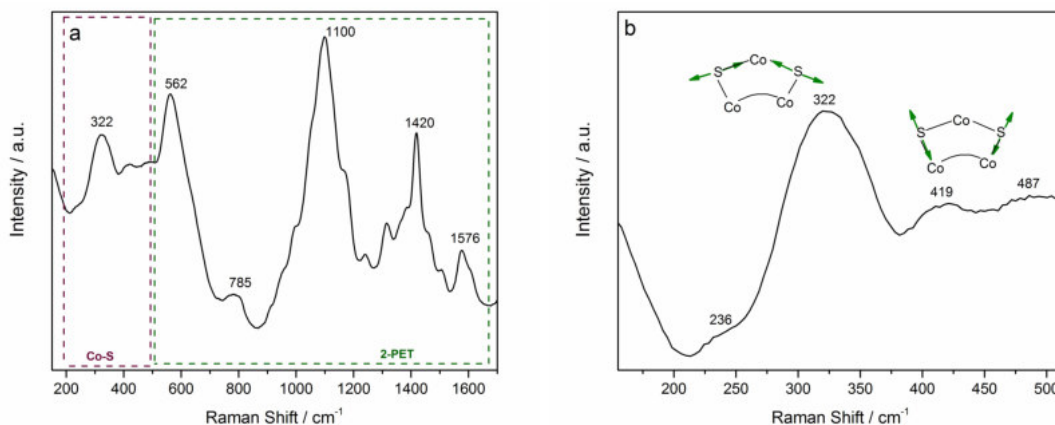 a
1100
562
1420
322
1576
785
Co-S
2-PET
Intensity / a.u.
200 400 600 800 1000 1200 1400 1600
Raman Shift / cm-1
b
Co
S S
Co Co
322
Co
S S
Co Co
419
487
236
Intensity / a.u.
200 250 300 350 400 450 500
Raman Shift / cm-1